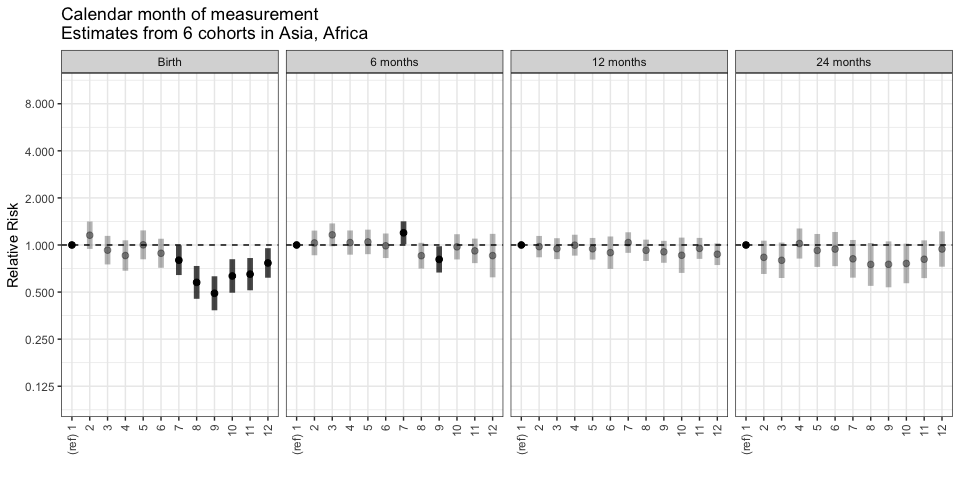 Calendar month of measurement
Estimates from 6 cohorts in Asia, Africa
Birth
6 months
12 months
24 months
Relative Risk
8.000
4.000
2.000
1.000
0.500
0.250
0.125
(ref) 1 2 3 4 5 6 7 8 9 10 11 12
(ref) 1 2 3 4 5 6 7 8 9 10 11 12
(ref) 1 2 3 4 5 6 7 8 9 10 11 12
(ref) 1 2 3 4 5 6 7 8 9 10 11 12